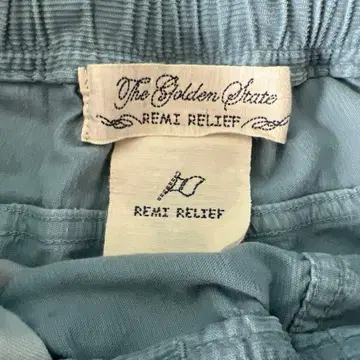 The Golden State
REMI RELIEF
REMI RELIEF